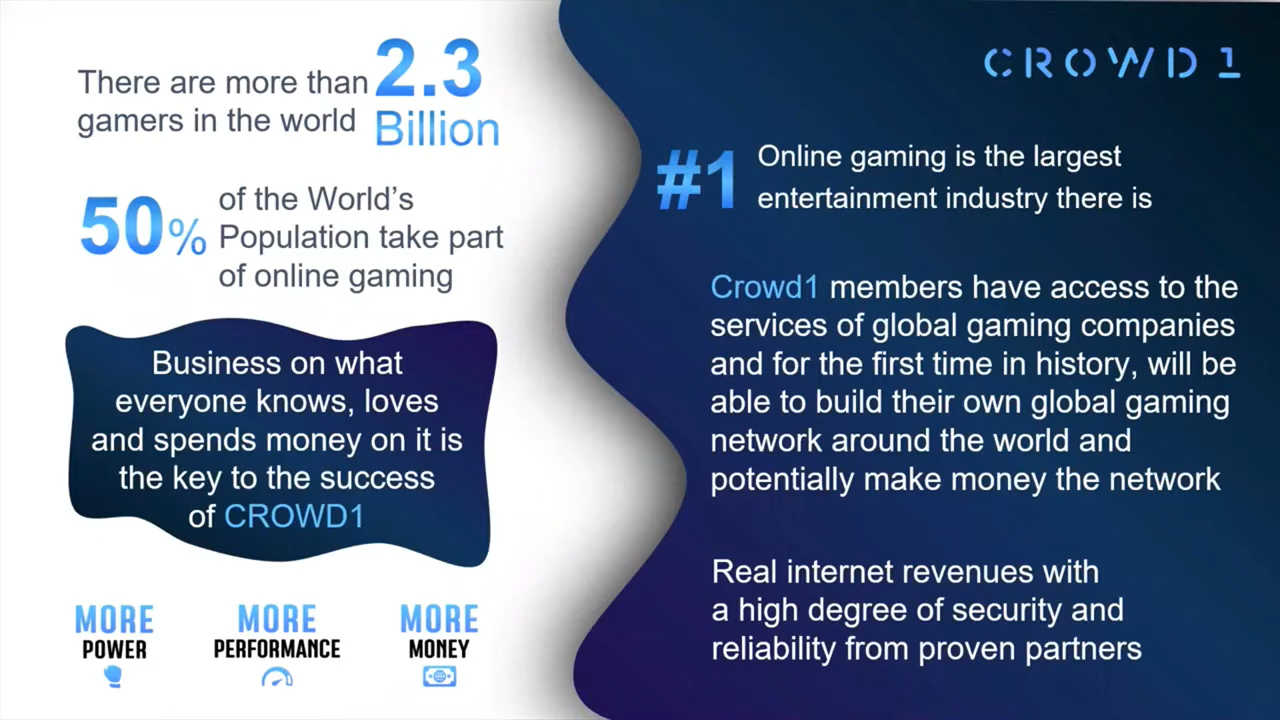 There are more than 2.3
gamers in the world Billion
50% of the World's
Population take part
of online gaming
Business on what
everyone knows, loves
and spends money on it is
the key to the success
of CROWD1
MORE
POWER
MORE
PERFORMANCE
MORE
MONEY
CROWD 1
#1 Online gaming is the largest
entertainment industry there is
Crowd1 members have access to the
services of global gaming companies
and for the first time in history, will be
able to build their own global gaming
network around the world and
potentially make money the network
Real internet revenues with
a high degree of security and
reliability from proven partners